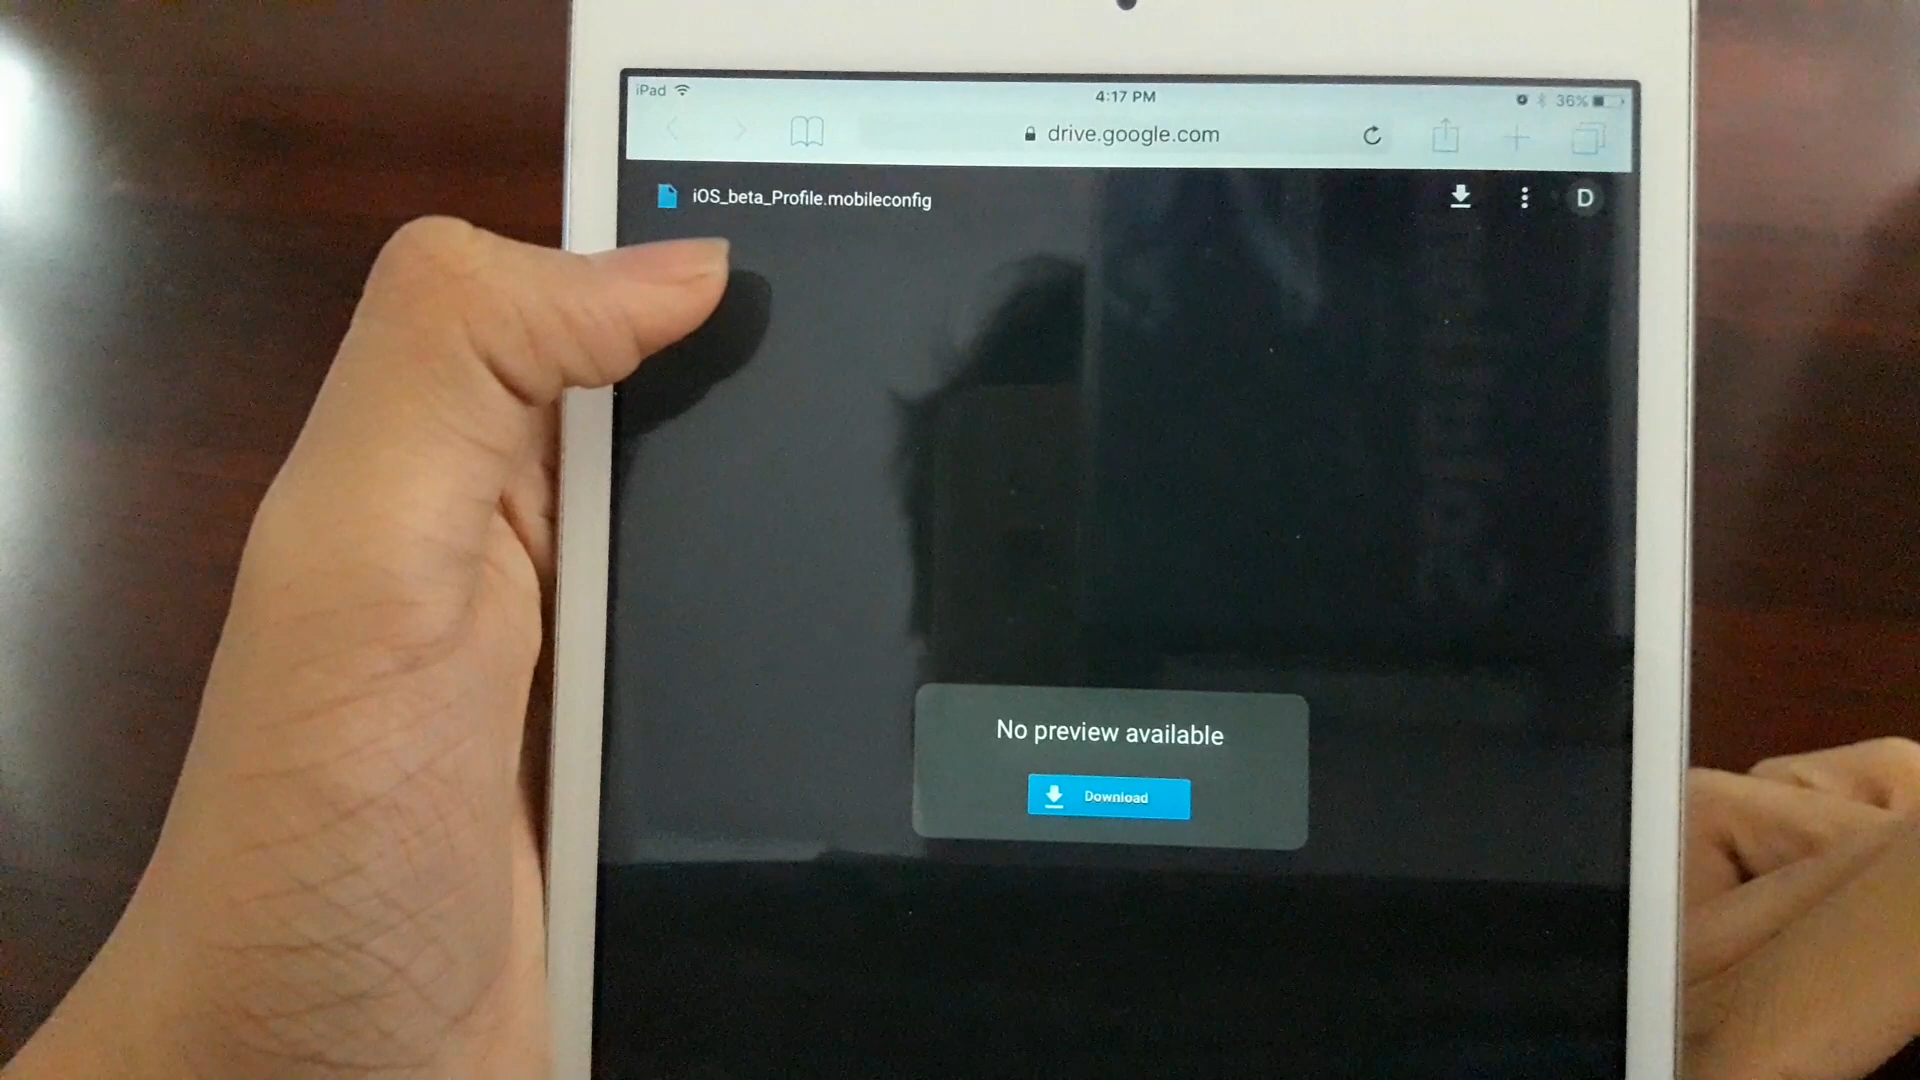 iPad
4:17 PM
36%
drive.google.com
iOS_beta_Profile.mobileconfig
D
No preview available
Download